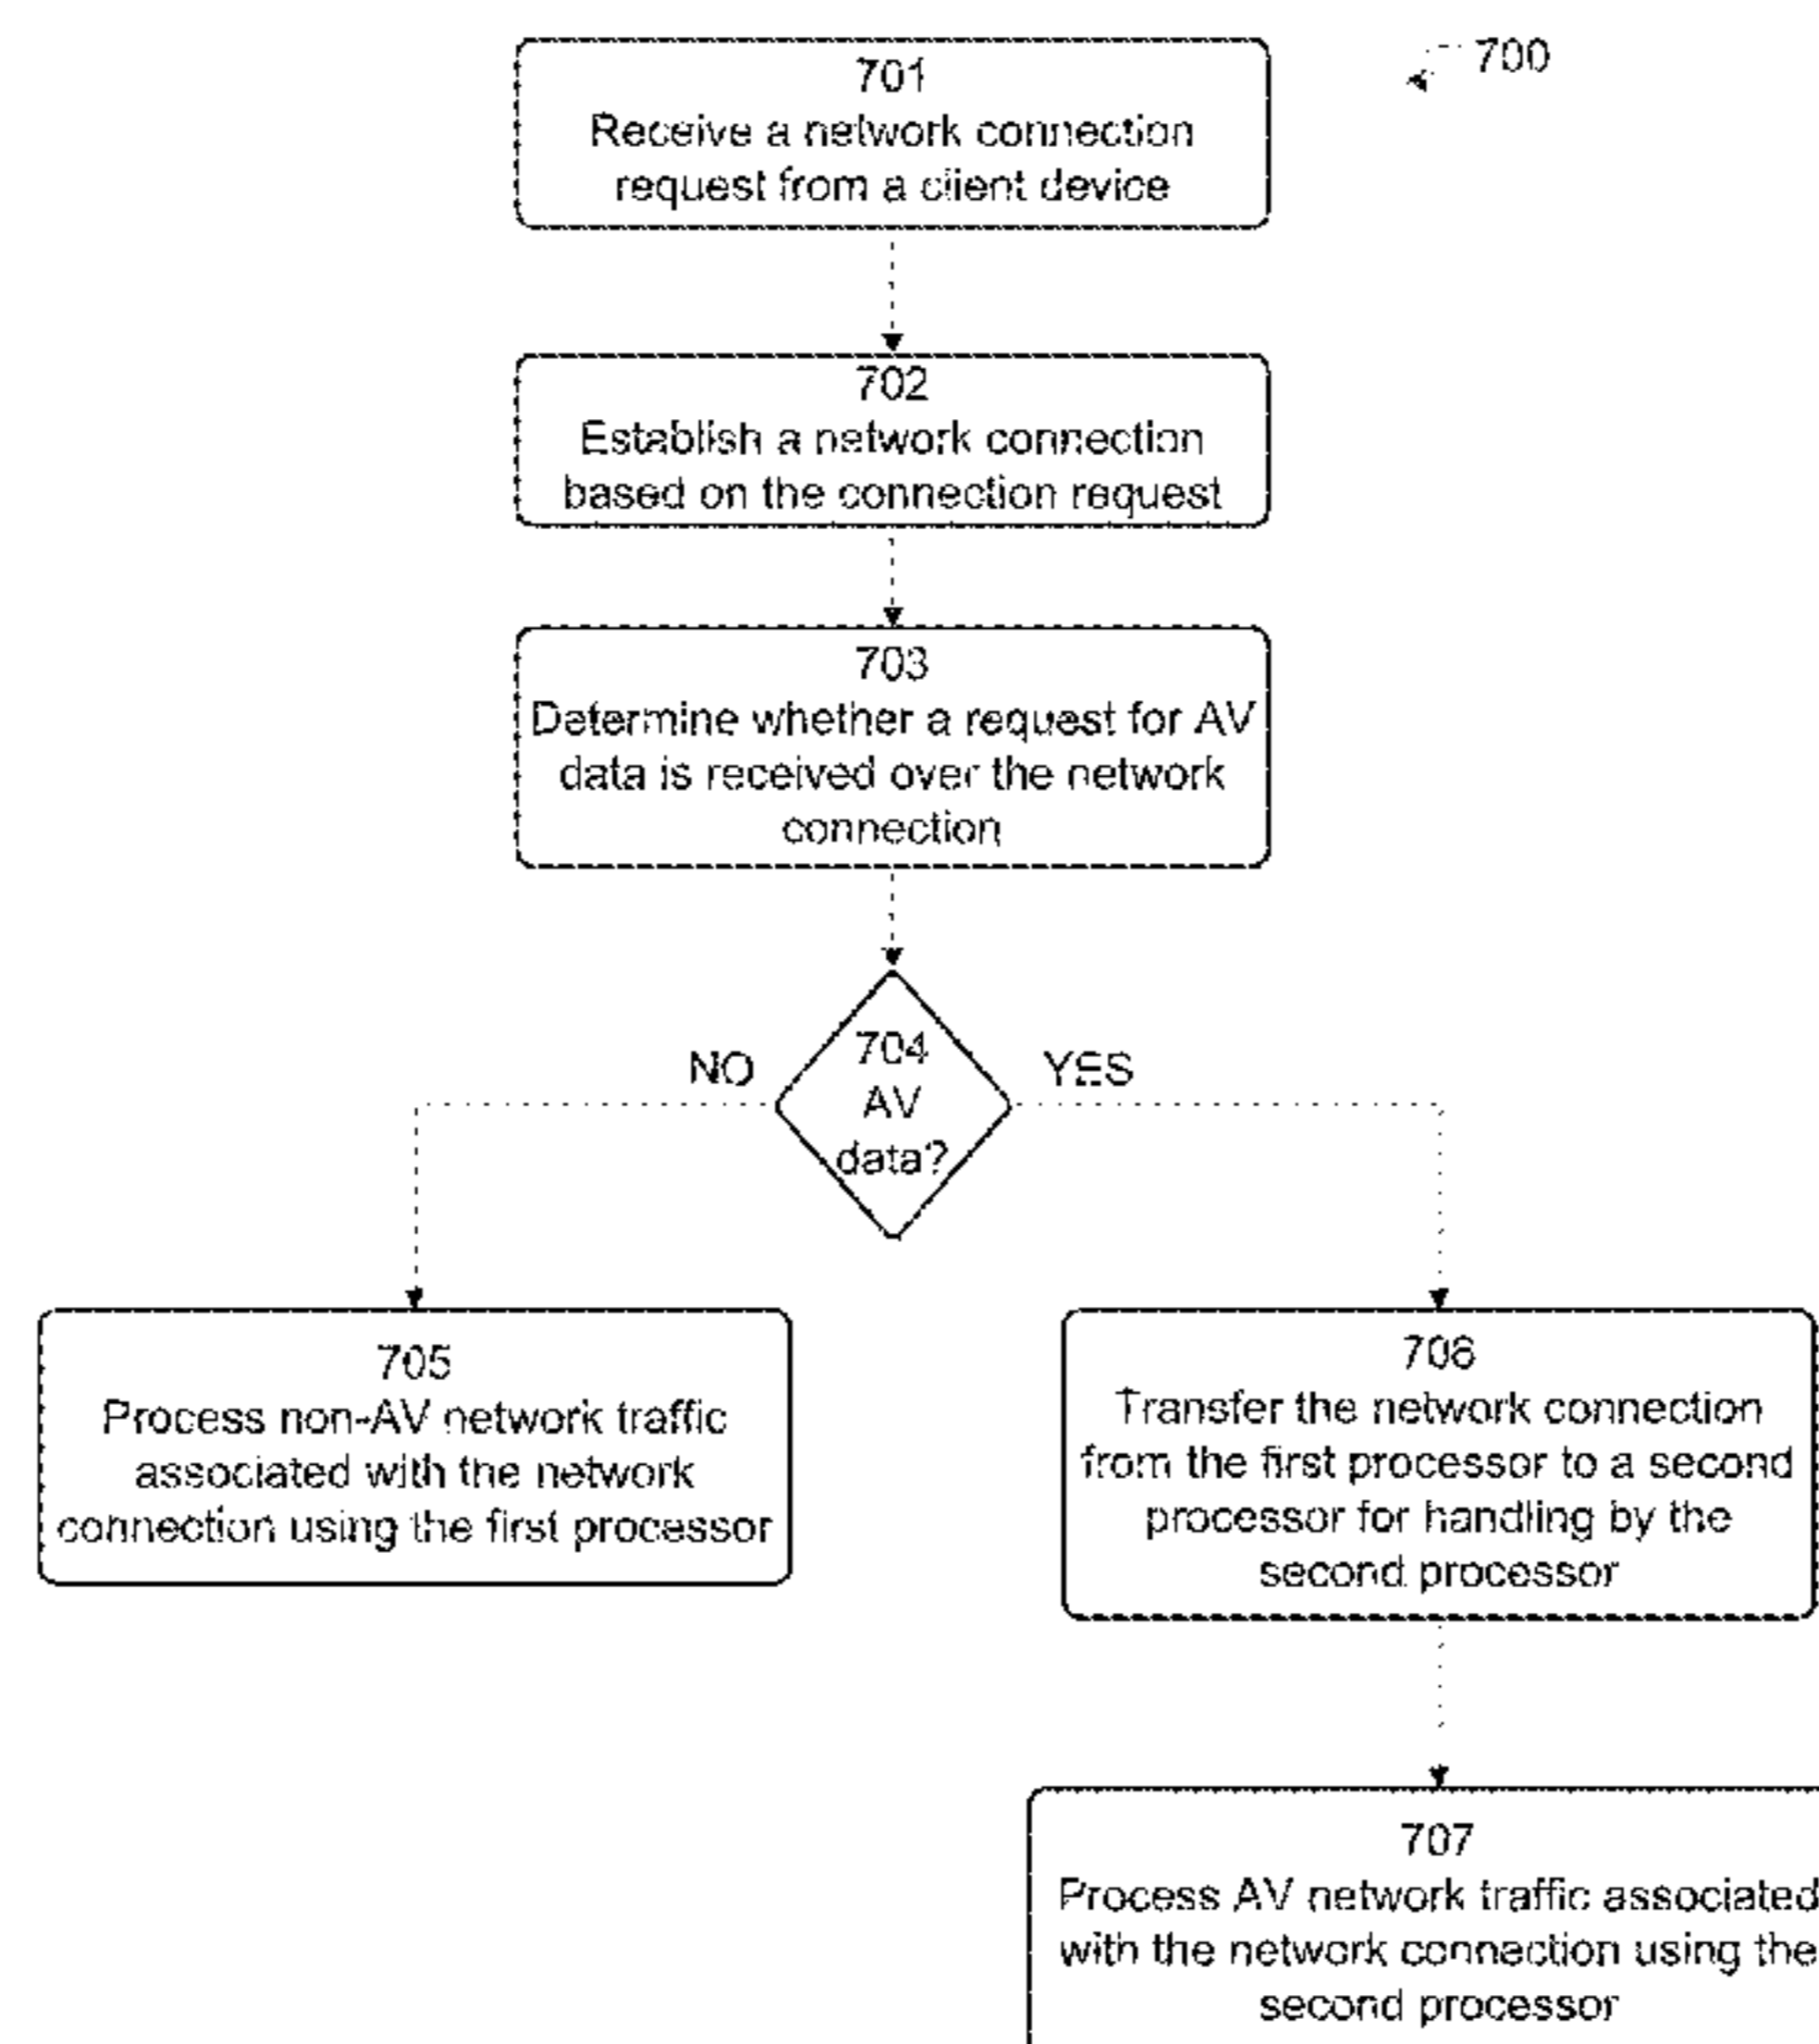 700
701
Receive a network connection
request from a client device
702
Establish a network connection
based on the connection request
703
Determine whether a request for AV
data is received over the network
connection
704
AV
data?
NO
YES
705
Process non-AV network traffic
associated with the network
connection using the first processor
706
Transfer the network connection
from the first processor to a second
processor for handling by the
second processor
707
Process AV network traffic associated
with the network connection using the
second processor